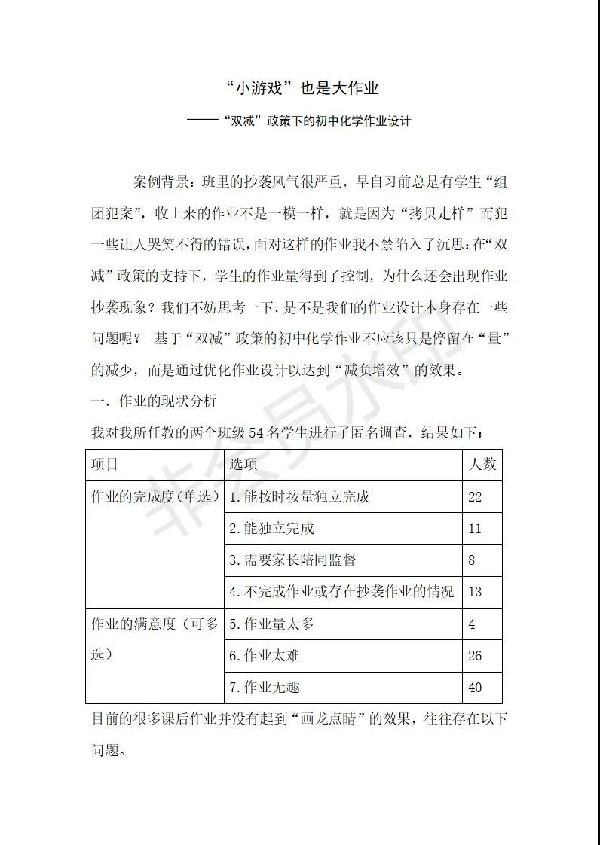 “小游戏”也是大作业
——“双减”政策下的初中化学作业设计
案例背景：班里的抄袭风气很严重，早自习前总是有学生“组
团犯案”，收上来的作业不是一模一样，就是因为“拷贝走样”而犯
一些让人哭笑不得的错误，面对这样的作业我不禁陷入了沉思：在“双
减”政策的支持下，学生的作业量得到了控制，为什么还会出现作业
抄袭现象？我们不妨思考一下，是不是我们的作业设计本身存在一些
问题呢？ 基于“双减”政策的初中化学作业不应该只是停留在“量”
的减少，而是通过优化作业设计以达到“减负增效”的效果。
一．作业的现状分析
我对我所任教的两个班级54名学生进行了匿名调查，结果如下：
项目 选项 人数
作业的完成度（单选） 1.能按时按量独立完成 22
2.能独立完成 11
3.需要家长陪同监督 8
4.不完成作业或存在抄袭作业的情况 13
作业的满意度（可多 5.作业量太多 4
选） 6.作业太难 26
7.作业无趣 40
目前的很多课后作业并没有起到“画龙点睛”的效果，往往存在以下
问题。
非会员水印